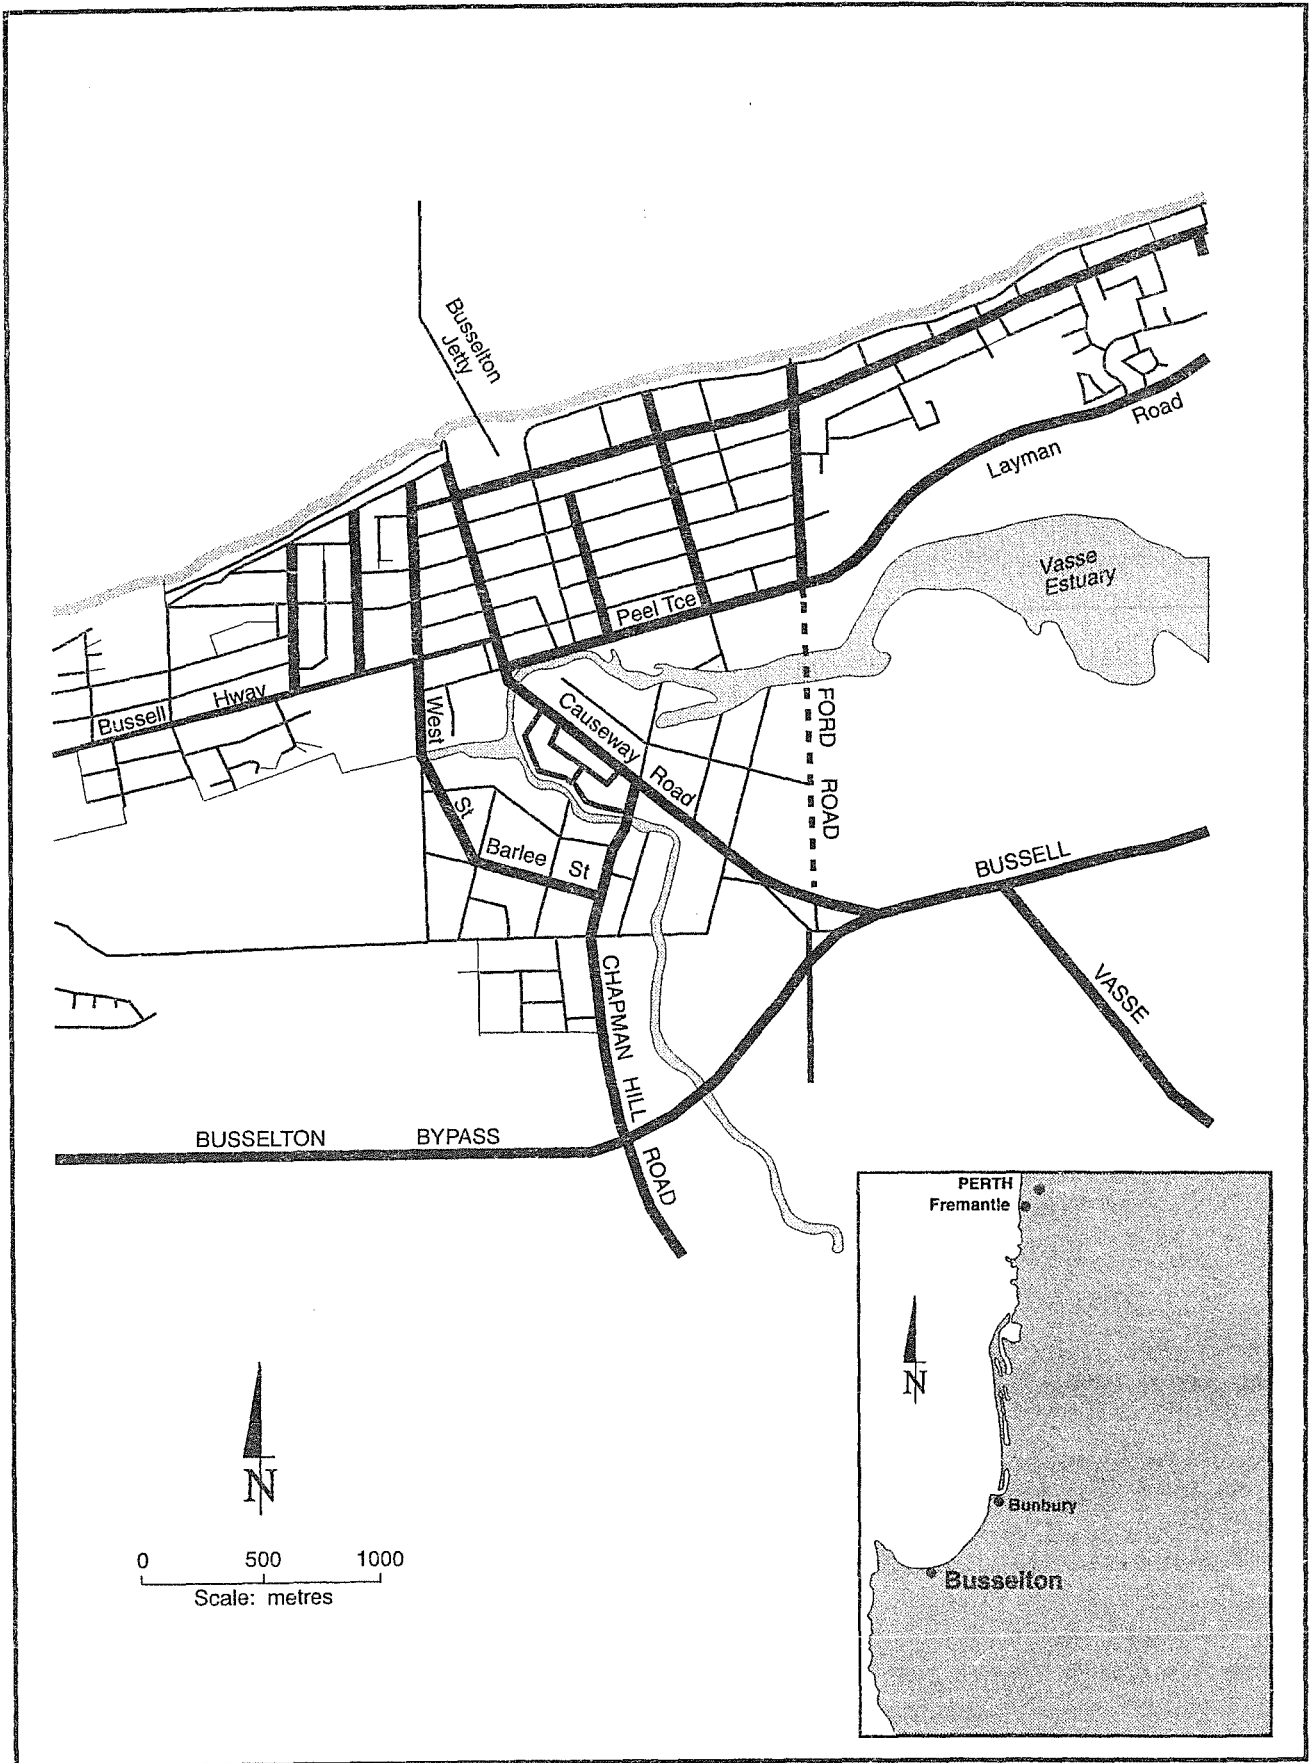 Busselton
Jetty
Road
Layman
Vasse
Estuary
Peel Tce
Hway
Bussell
West
St
Causeway
Road
FORD ROAD
Barlee St
BUSSELL
VASSE
CHAPMAN HILL
ROAD
BUSSELTON BYPASS
PERTH
Fremantle
N
Bunbury
Busselton
N
0 500 1000
Scale: metres